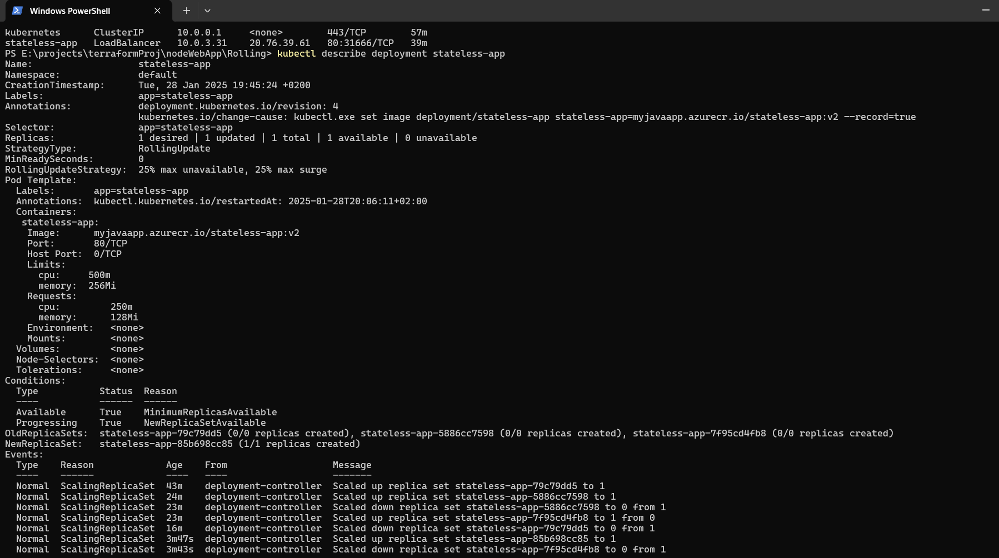 Windows PowerShell
kubernetes      ClusterIP      10.0.0.1     <none>        443/TCP        57m
stateless-app   LoadBalancer   10.0.3.31    20.76.39.61   80:31666/TCP   39m
PS E:\projects\terraformProj\nodeWebApp\Rolling> kubectl describe deployment stateless-app
Name:                   stateless-app
Namespace:              default
CreationTimestamp:      Tue, 28 Jan 2025 19:45:24 +0200
Labels:                 app=stateless-app
Annotations:            deployment.kubernetes.io/revision: 4
                        kubernetes.io/change-cause: kubectl.exe set image deployment/stateless-app stateless-app=myjavaapp.azurecr.io/stateless-app:v2 --record=true
Selector:               app=stateless-app
Replicas:               1 desired | 1 updated | 1 total | 1 available | 0 unavailable
StrategyType:           RollingUpdate
MinReadySeconds:        0
RollingUpdateStrategy:  25% max unavailable, 25% max surge
Pod Template:
  Labels:       app=stateless-app
  Annotations:  kubectl.kubernetes.io/restartedAt: 2025-01-28T20:06:11+02:00
  Containers:
   stateless-app:
    Image:      myjavaapp.azurecr.io/stateless-app:v2
    Port:       80/TCP
    Host Port:  0/TCP
    Limits:
      cpu:     500m
      memory:  256Mi
    Requests:
      cpu:         250m
      memory:      128Mi
    Environment:   <none>
    Mounts:        <none>
  Volumes:         <none>
  Node-Selectors:  <none>
  Tolerations:     <none>
Conditions:
  Type           Status  Reason
  ----           ------  ------
  Available      True    MinimumReplicasAvailable
  Progressing    True    NewReplicaSetAvailable
OldReplicaSets:  stateless-app-79c79dd5 (0/0 replicas created), stateless-app-5886cc7598 (0/0 replicas created), stateless-app-7f95cd4fb8 (0/0 replicas created)
NewReplicaSet:   stateless-app-85b698cc85 (1/1 replicas created)
Events:
  Type    Reason             Age    From                   Message
  ----    ------             ----   ----                   -------
  Normal  ScalingReplicaSet  43m    deployment-controller  Scaled up replica set stateless-app-79c79dd5 to 1
  Normal  ScalingReplicaSet  24m    deployment-controller  Scaled up replica set stateless-app-5886cc7598 to 1
  Normal  ScalingReplicaSet  23m    deployment-controller  Scaled down replica set stateless-app-5886cc7598 to 0 from 1
  Normal  ScalingReplicaSet  23m    deployment-controller  Scaled up replica set stateless-app-7f95cd4fb8 to 1 from 0
  Normal  ScalingReplicaSet  16m    deployment-controller  Scaled down replica set stateless-app-79c79dd5 to 0 from 1
  Normal  ScalingReplicaSet  3m47s  deployment-controller  Scaled up replica set stateless-app-85b698cc85 to 1
  Normal  ScalingReplicaSet  3m43s  deployment-controller  Scaled down replica set stateless-app-7f95cd4fb8 to 0 from 1